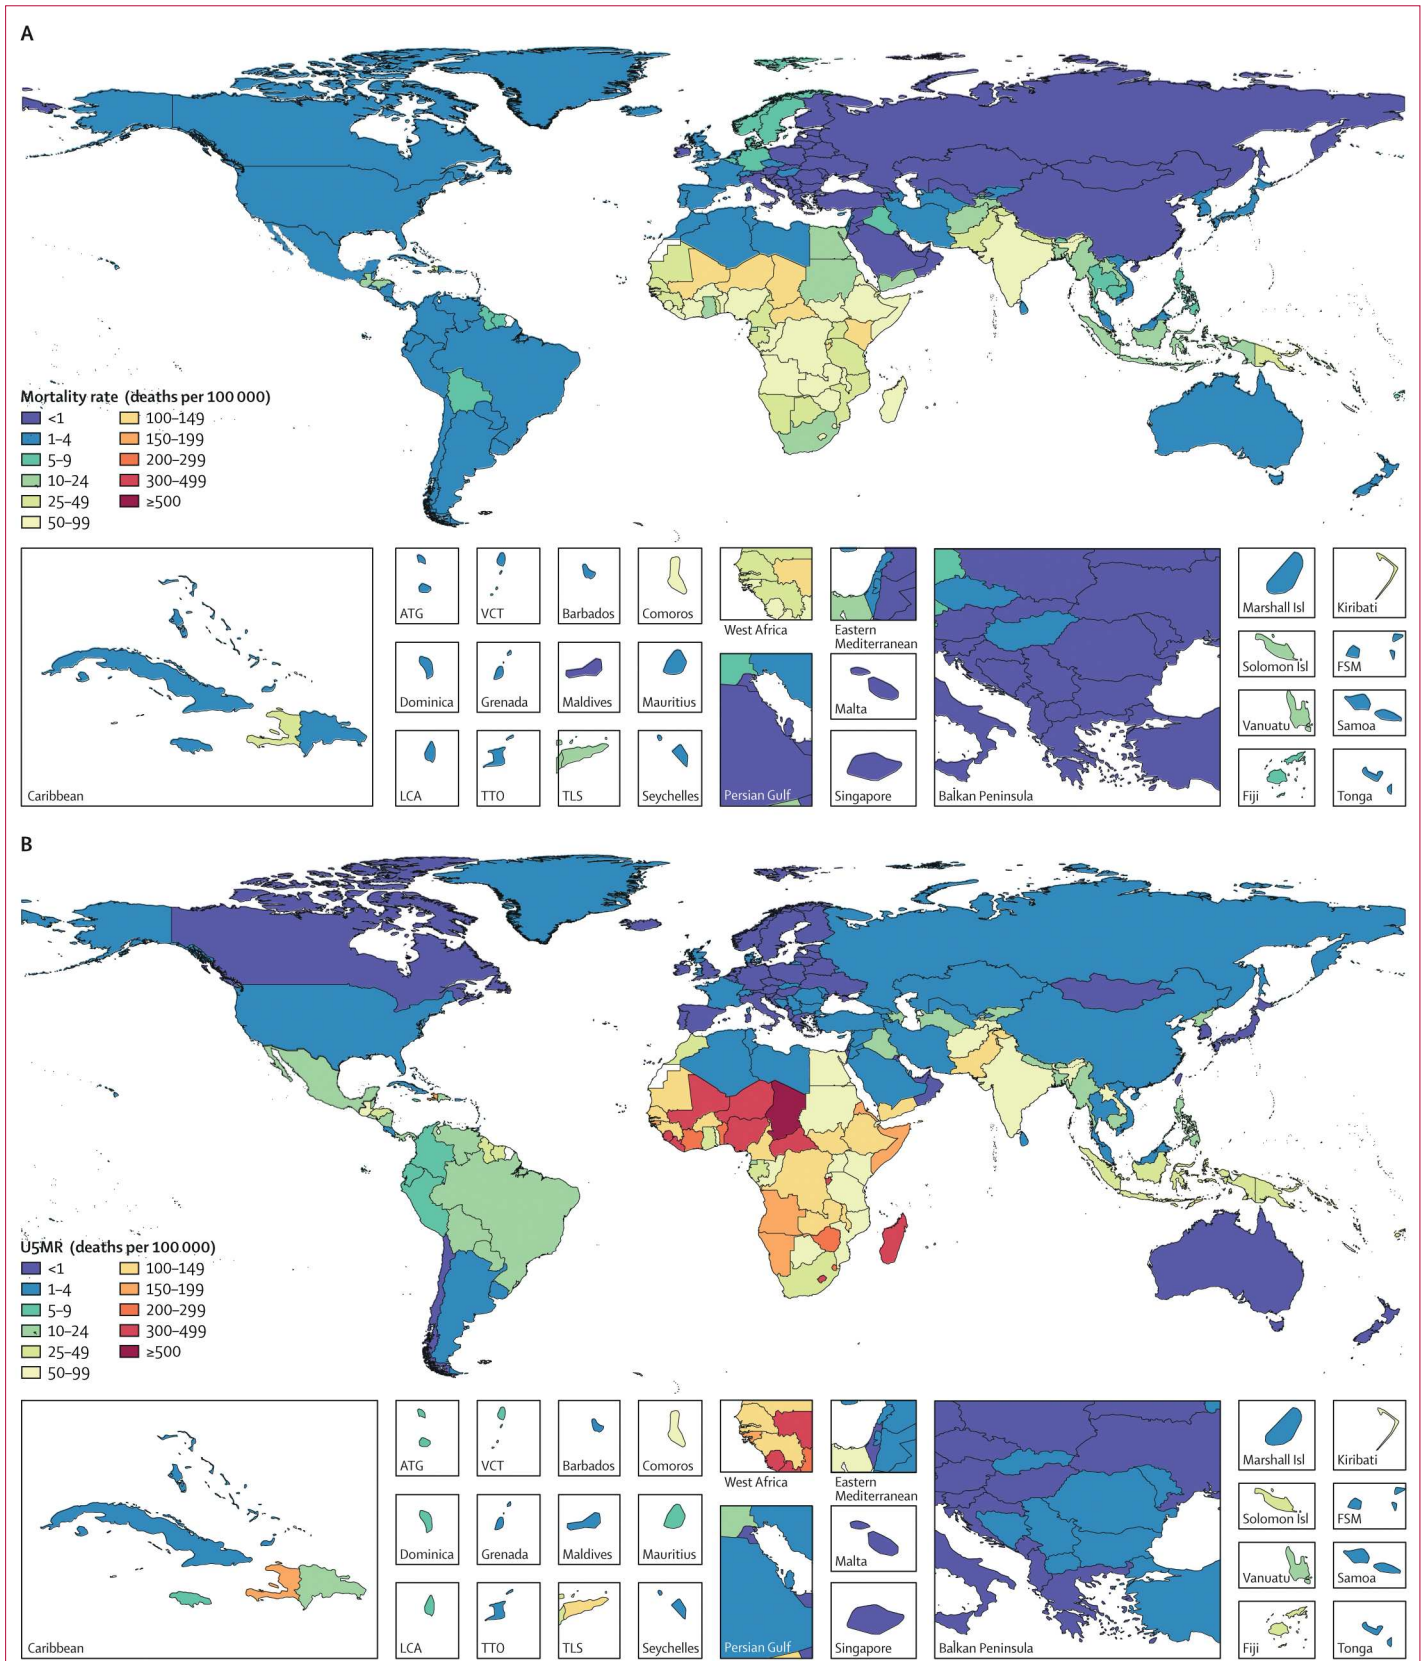 A
Mortality rate (deaths per 100 000)
<1
1–4
5–9
10–24
25–49
50–99
100–149
150–199
200–299
300–499
≥500
Caribbean
ATG
VCT
Barbados
Comoros
Dominica
Grenada
Maldives
Mauritius
LCA
TTO
TLS
Seychelles
West Africa
Eastern
Mediterranean
Persian Gulf
Malta
Singapore
Balkan Peninsula
Marshall Isl
Kiribati
Solomon Isl
FSM
Vanuatu
Samoa
Fiji
Tonga
B
U5MR (deaths per 100 000)
<1
1–4
5–9
10–24
25–49
50–99
100–149
150–199
200–299
300–499
≥500
Caribbean
ATG
VCT
Barbados
Comoros
Dominica
Grenada
Maldives
Mauritius
LCA
TTO
TLS
Seychelles
West Africa
Eastern
Mediterranean
Persian Gulf
Malta
Singapore
Balkan Peninsula
Marshall Isl
Kiribati
Solomon Isl
FSM
Vanuatu
Samoa
Fiji
Tonga